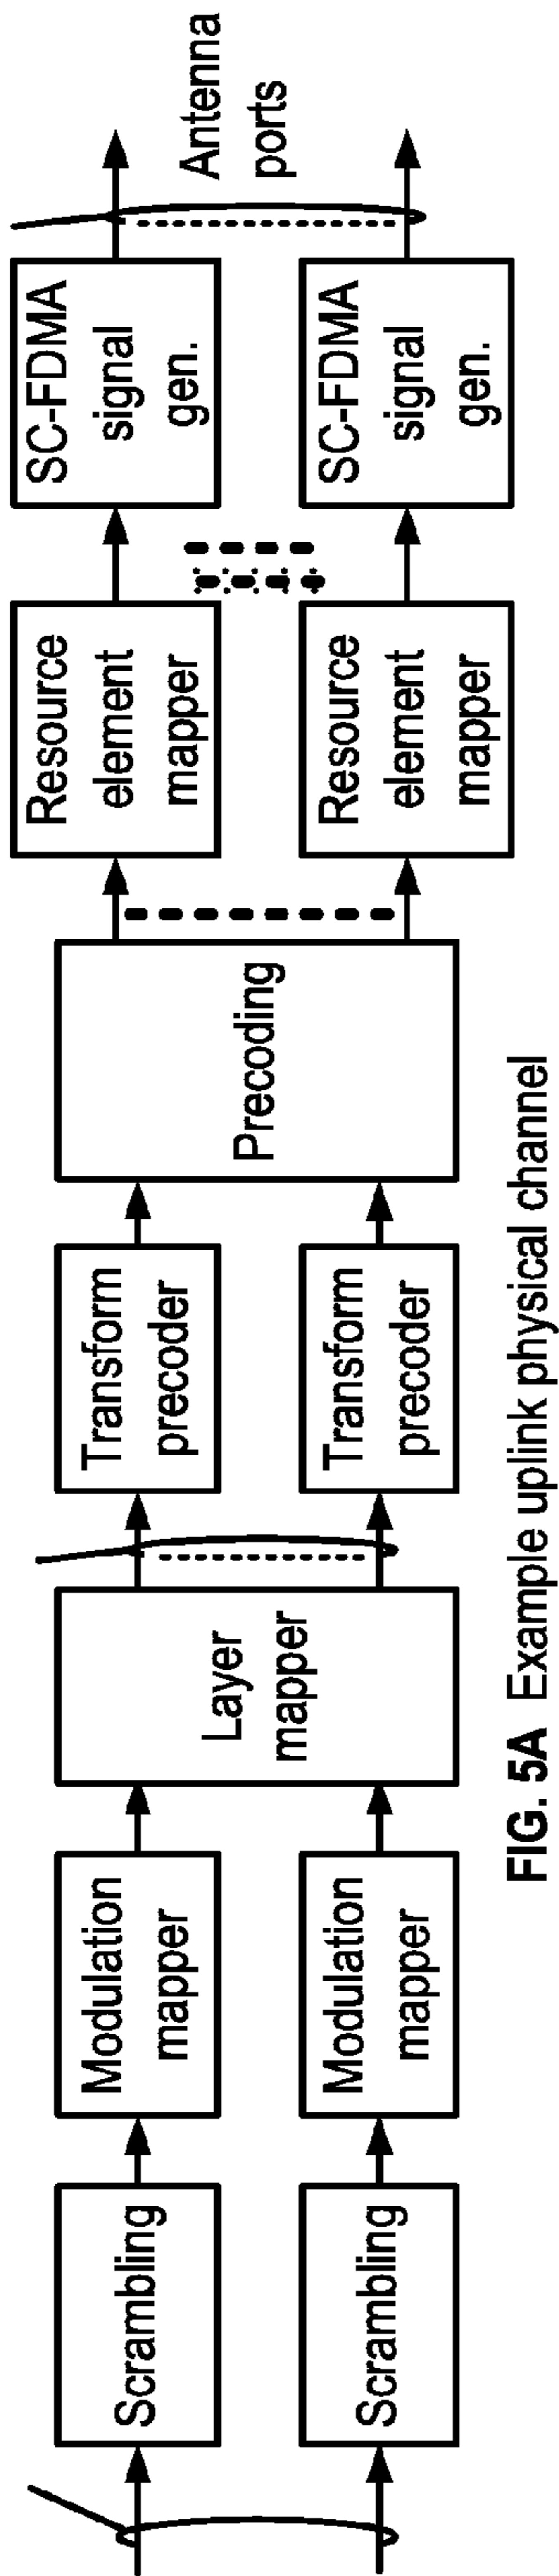 Scrambling
Modulation
mapper
Layer
mapper
Transform
precoder
Precoding
Resource
element
mapper
SC-FDMA
signal
gen.
Antenna
ports
Scrambling
Modulation
mapper
Transform
precoder
Resource
element
mapper
SC-FDMA
signal
gen.
FIG. 5A Example uplink physical channel